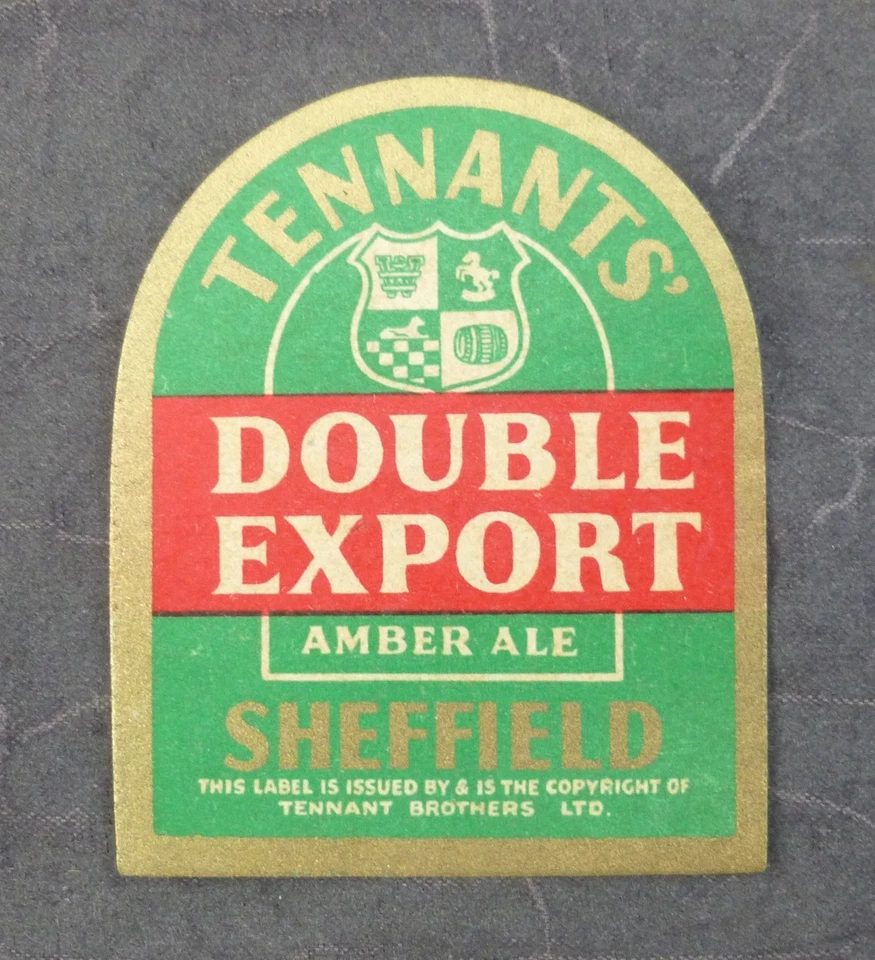 TENNANTS'
DOUBLE
EXPORT
AMBER ALE
SHEFFIELD
THIS LABEL IS ISSUED BY & IS THE COPYRIGHT OF
TENNANT BROTHERS LTD.